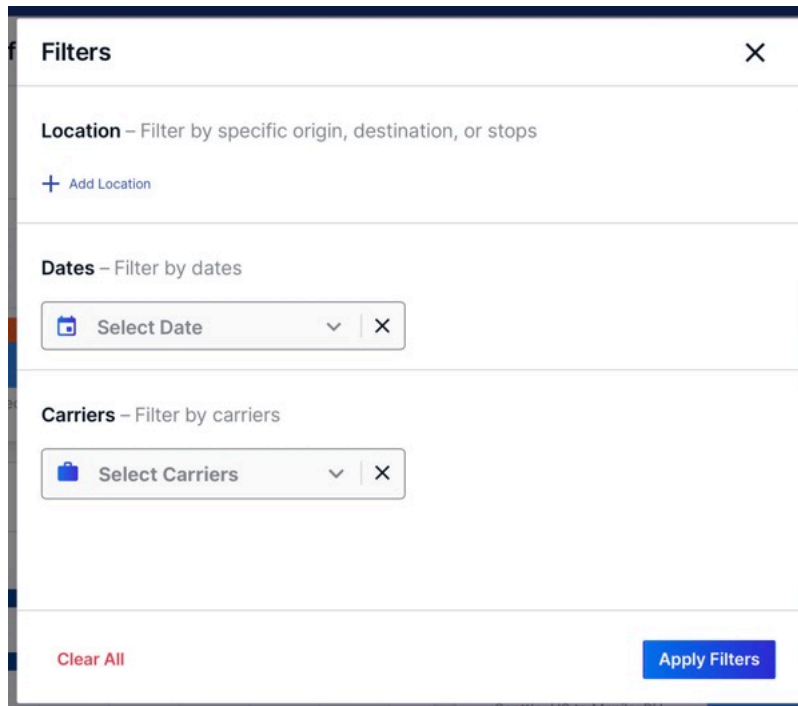 Filters
Location – Filter by specific origin, destination, or stops
Add Location
Dates – Filter by dates
Select Date
Carriers – Filter by carriers
Select Carriers
Clear All
Apply Filters